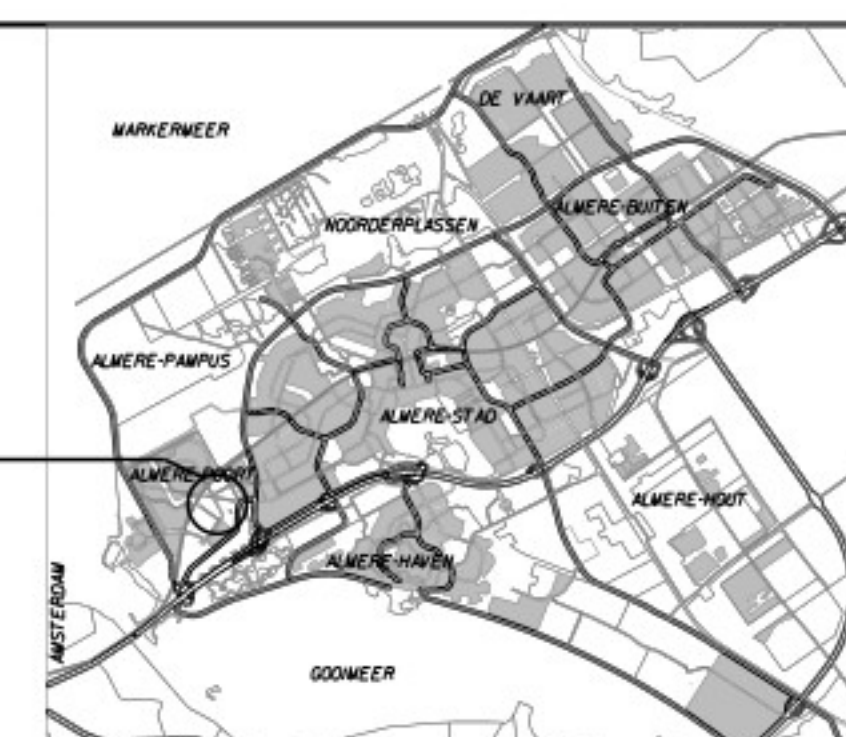 DE VAART
MARKERMEER
ALMERE-BUITEN
NOORDERPLASSEN
ALMERE-PAMPUS
ALMERE-STAD
ALMERE-POORT
ALMERE-HOUT
ALMERE-HAVEN
AMSTERDAM
GOOIMEER